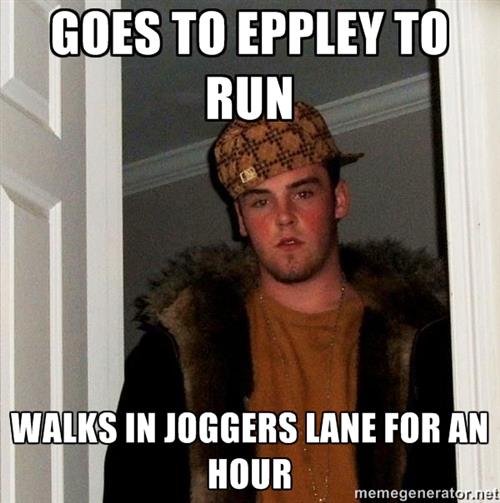 GOES TO EPPLEY TO
RUN
WALKS IN JOGGERS LANE FOR AN
HOUR
memegenerator.net